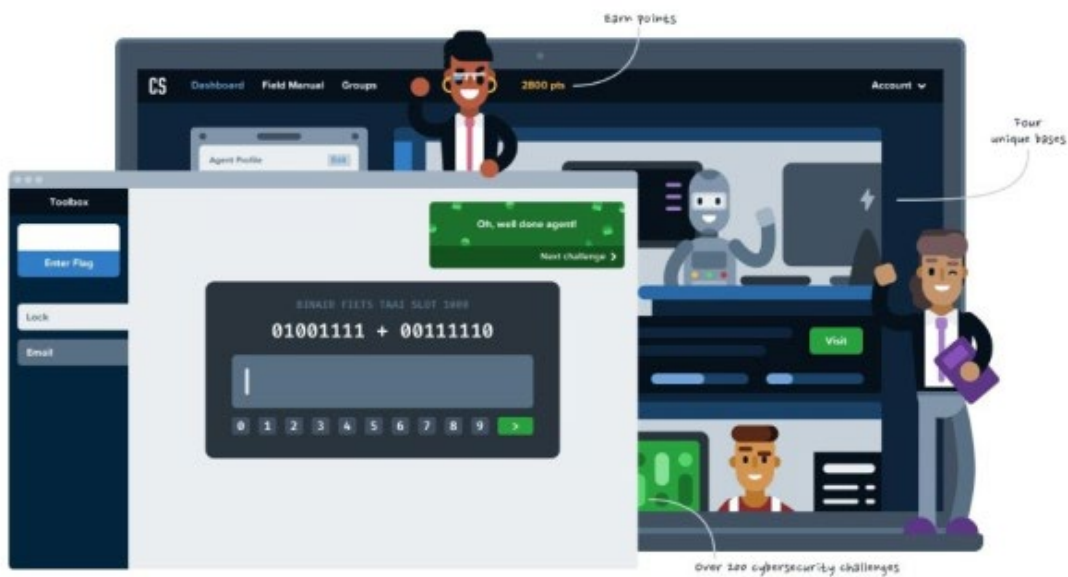 Earn points
CS
Dashboard Field Manual Groups
2800 pts
Account
Four
unique bases
Agent Profile
Edit
Toolbox
Oh, well done agent!
Next challenge >
Enter Flag
Lock
Email
BINAIR FIETS TAAI SLOT 1000
01001111 + 00111110
0 1 2 3 4 5 6 7 8 9 >
Visit
Over 200 cybersecurity challenges